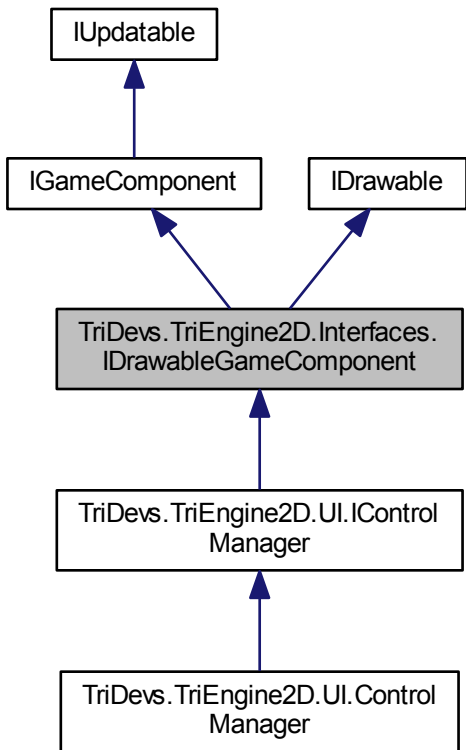 IUpdatable
IGameComponent
IDrawable
TriDevs.TriEngine2D.Interfaces.
IDrawableGameComponent
TriDevs.TriEngine2D.UI.IControl
Manager
TriDevs.TriEngine2D.UI.Control
Manager